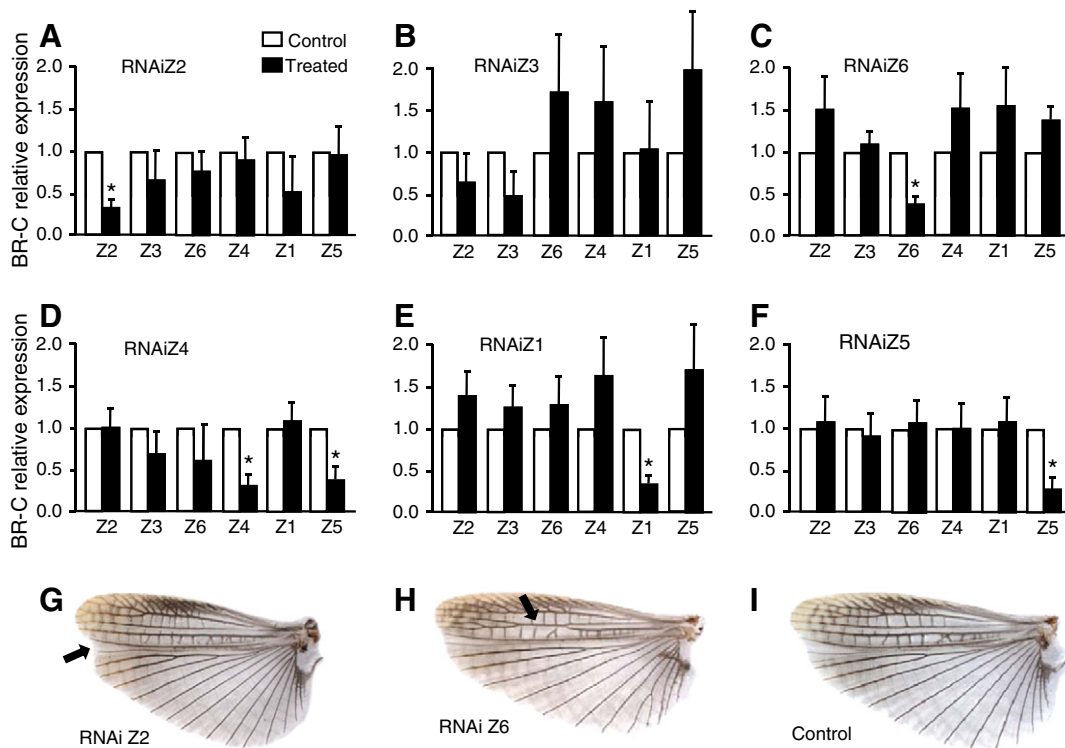 A
RNAiZ2
Control
Treated
BR-C relative expression
2.0
1.5
1.0
0.5
0.0
Z2 Z3 Z6 Z4 Z1 Z5
B
RNAiZ3
2.0
1.5
1.0
0.5
0.0
Z2 Z3 Z6 Z4 Z1 Z5
C
RNAiZ6
2.0
1.5
1.0
0.5
0.0
Z2 Z3 Z6 Z4 Z1 Z5
D
RNAiZ4
BR-C relative expression
2.0
1.5
1.0
0.5
0.0
Z2 Z3 Z6 Z4 Z1 Z5
E
RNAiZ1
2.0
1.5
1.0
0.5
0.0
Z2 Z3 Z6 Z4 Z1 Z5
F
RNAiZ5
2.0
1.5
1.0
0.5
0.0
Z2 Z3 Z6 Z4 Z1 Z5
G
RNAi Z2
H
RNAi Z6
I
Control